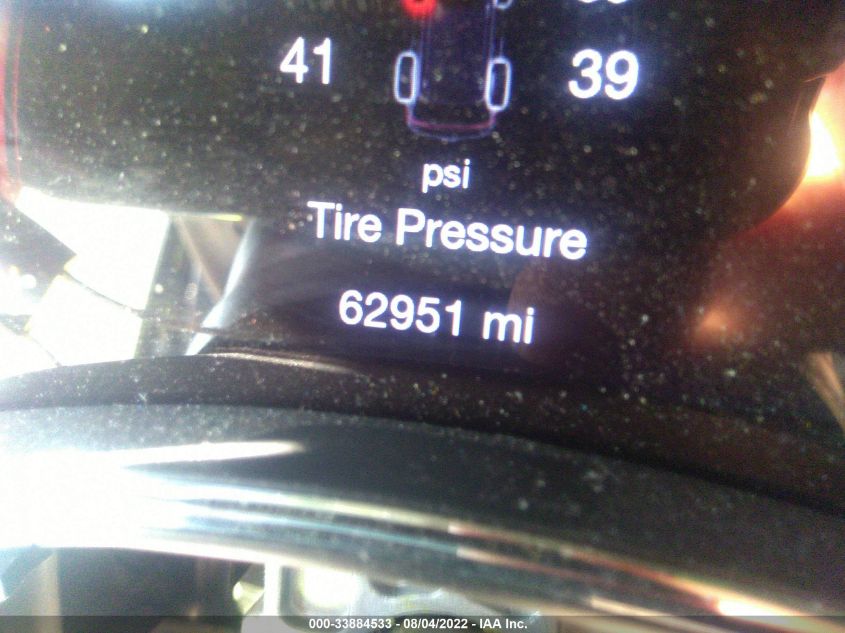 41 39
psi
Tire Pressure
62951 mi
000-33884533 - 08/04/2022 - IAA Inc.